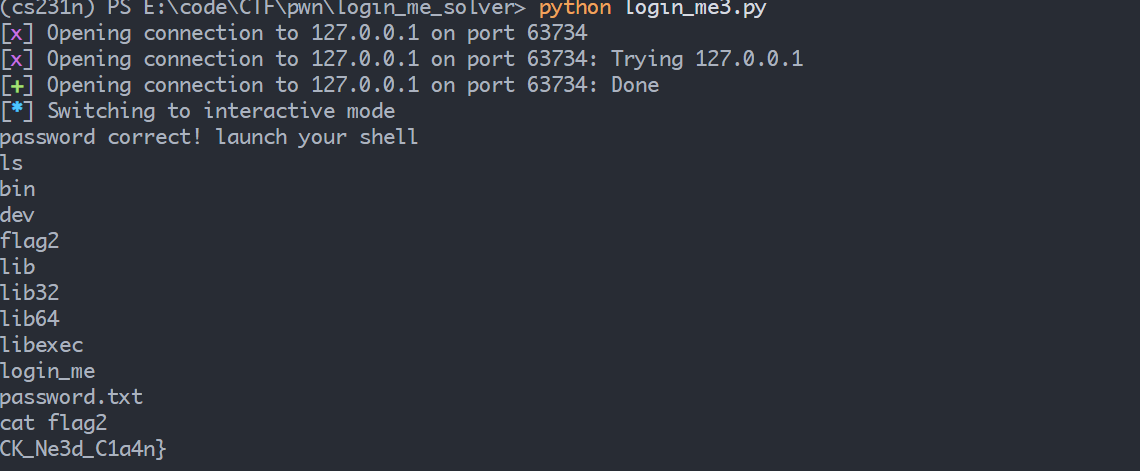 (cs231n) PS E:\code\CTF\pwn\login_me_solver> python login_me3.py
[x] Opening connection to 127.0.0.1 on port 63734
[x] Opening connection to 127.0.0.1 on port 63734: Trying 127.0.0.1
[+] Opening connection to 127.0.0.1 on port 63734: Done
[*] Switching to interactive mode
password correct! launch your shell
ls
bin
dev
flag2
lib
lib32
lib64
libexec
login_me
password.txt
cat flag2
CK_Ne3d_C1a4n}